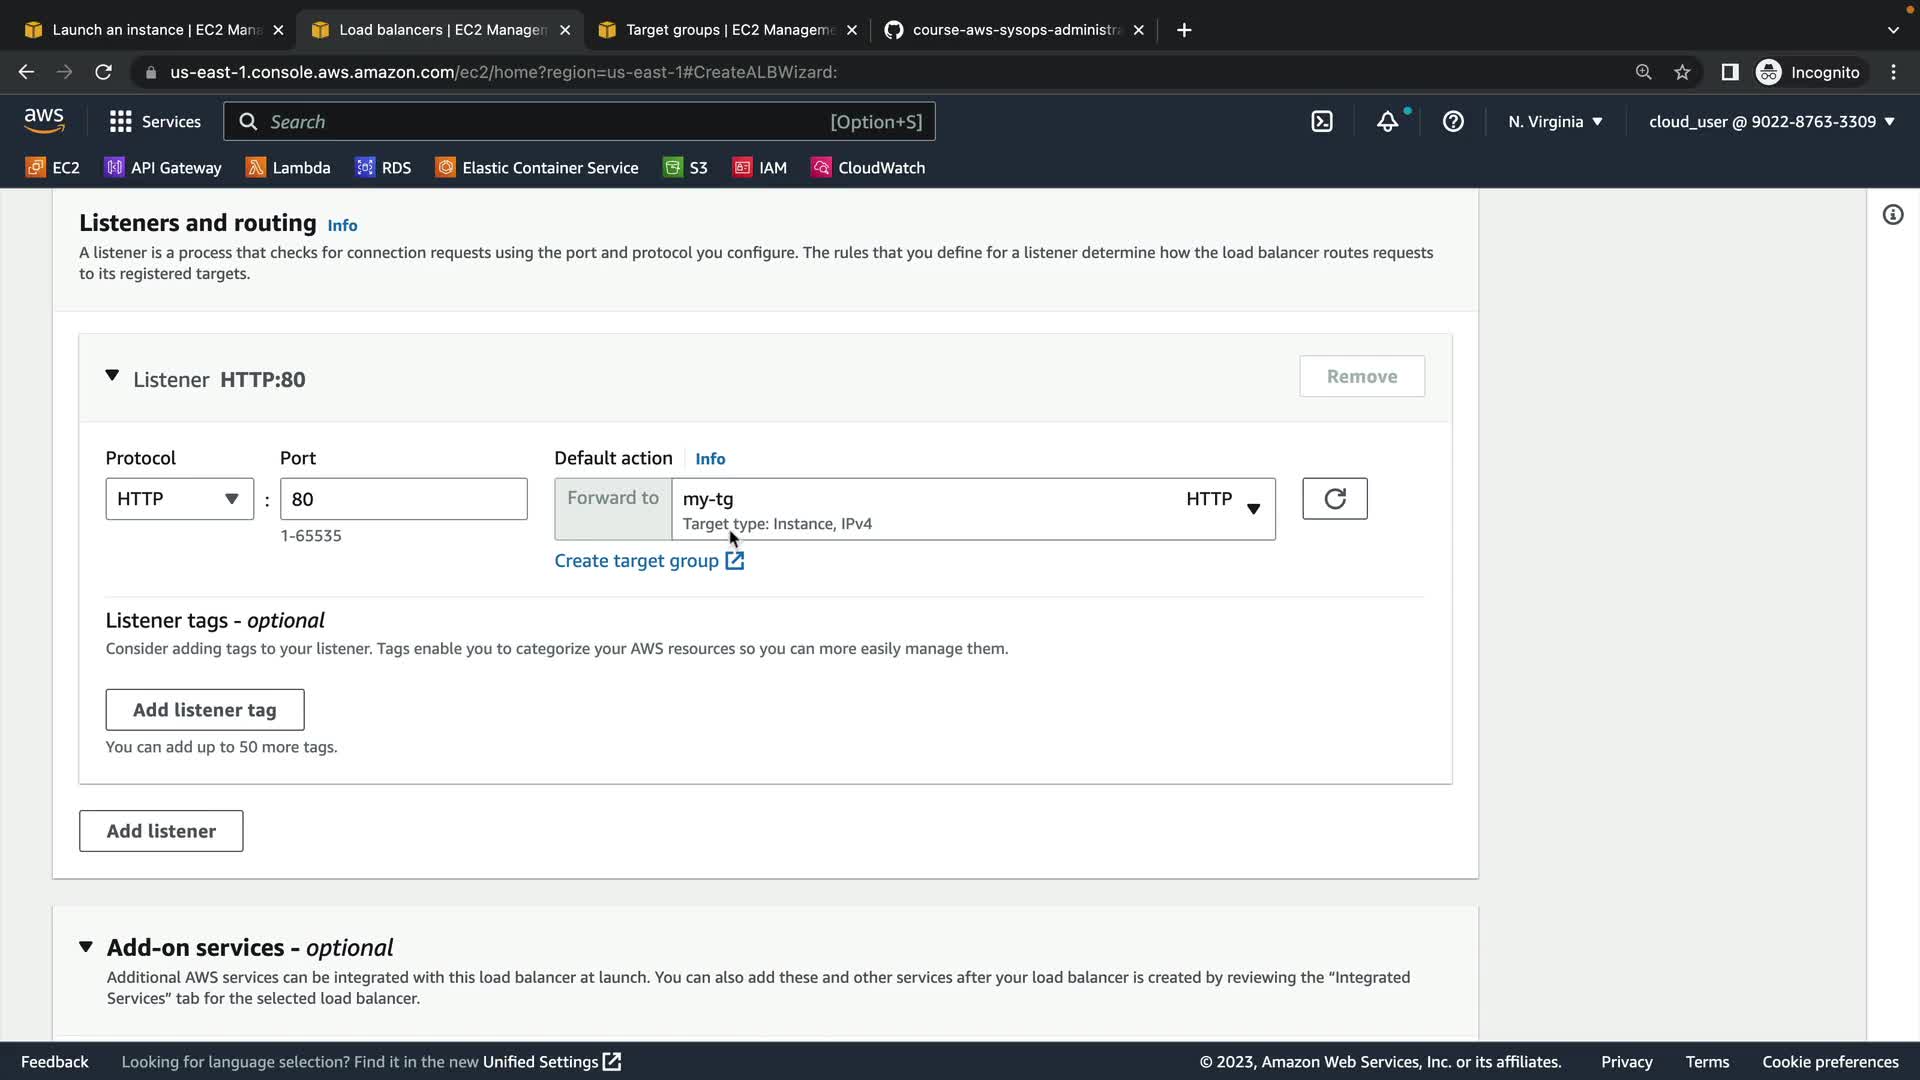 Launch an instance | EC2 Mana
Load balancers | EC2 Managem
Target groups | EC2 Manageme
course-aws-sysops-administra
us-east-1.console.aws.amazon.com/ec2/home?region=us-east-1#CreateALBWizard:
Incognito
aws
Services
Search
[Option+S]
N. Virginia
cloud_user @ 9022-8763-3309
EC2
API Gateway
Lambda
RDS
Elastic Container Service
S3
IAM
CloudWatch
Listeners and routing Info
A listener is a process that checks for connection requests using the port and protocol you configure. The rules that you define for a listener determine how the load balancer routes requests
to its registered targets.
Listener HTTP:80
Remove
Protocol
Port
Default action
Info
HTTP
:
80
Forward to
my-tg
HTTP
Target type: Instance, IPv4
1-65535
Create target group
Listener tags - optional
Consider adding tags to your listener. Tags enable you to categorize your AWS resources so you can more easily manage them.
Add listener tag
You can add up to 50 more tags.
Add listener
Add-on services - optional
Additional AWS services can be integrated with this load balancer at launch. You can also add these and other services after your load balancer is created by reviewing the “Integrated
Services” tab for the selected load balancer.
Feedback
Looking for language selection? Find it in the new Unified Settings
© 2023, Amazon Web Services, Inc. or its affiliates.
Privacy
Terms
Cookie preferences